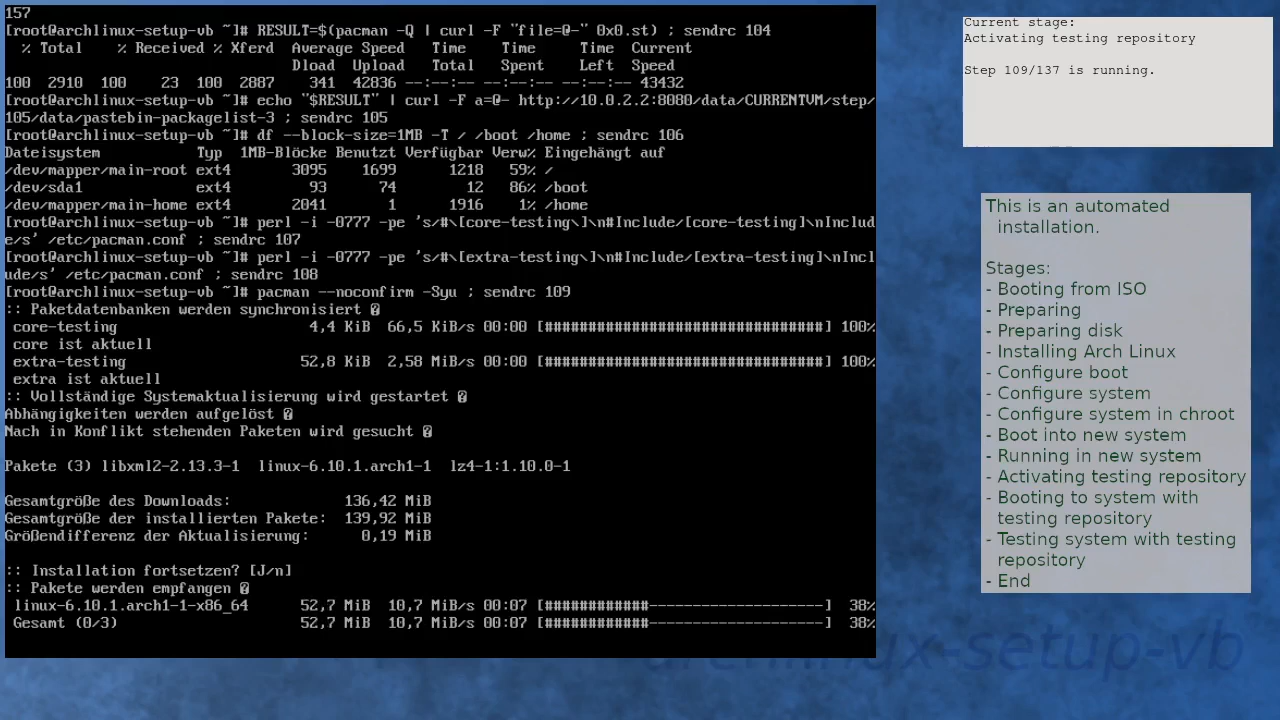 157
[root@archlinux-setup-vb ~]# RESULT=$(pacman -Q | curl -F "file=@-" 0x0.st) ; sendrc 104
  % Total    % Received % Xferd  Average Speed   Time    Time     Time  Current
                                 Dload  Upload   Total   Spent    Left  Speed
100  2910  100    23  100  2887    341  42836 --:--:-- --:--:-- --:--:-- 43432
[root@archlinux-setup-vb ~]# echo "$RESULT" | curl -F a=@- http://10.0.2.2:8080/data/CURRENTVM/step/
105/data/pastebin-packagelist-3 ; sendrc 105
[root@archlinux-setup-vb ~]# df --block-size=1MB -T / /boot /home ; sendrc 106
Dateisystem           Typ  1MB-Blöcke Benutzt Verfügbar Verw% Eingehängt auf
/dev/mapper/main-root ext4       3095    1699      1218   59% /
/dev/sda1             ext4         93      74        12   86% /boot
/dev/mapper/main-home ext4       2041       1      1916    1% /home
[root@archlinux-setup-vb ~]# perl -i -0777 -pe 's/#\[core-testing\]\n#Include/[core-testing]\nInclud
e/s' /etc/pacman.conf ; sendrc 107
[root@archlinux-setup-vb ~]# perl -i -0777 -pe 's/#\[extra-testing\]\n#Include/[extra-testing]\nIncl
ude/s' /etc/pacman.conf ; sendrc 108
[root@archlinux-setup-vb ~]# pacman --noconfirm -Syu ; sendrc 109
:: Paketdatenbanken werden synchronisiert �
 core-testing                      4,4 KiB  66,5 KiB/s 00:00 [################################] 100%
 core ist aktuell
 extra-testing                    52,8 KiB  2,58 MiB/s 00:00 [################################] 100%
 extra ist aktuell
:: Vollständige Systemaktualisierung wird gestartet �
Abhängigkeiten werden aufgelöst �
Nach in Konflikt stehenden Paketen wird gesucht �
Pakete (3) libxml2-2.13.3-1  linux-6.10.1.arch1-1  lz4-1:1.10.0-1
Gesamtgröße des Downloads:             136,42 MiB
Gesamtgröße der installierten Pakete:  139,92 MiB
Größendifferenz der Aktualisierung:      0,19 MiB
:: Installation fortsetzen? [J/n]
:: Pakete werden empfangen �
 linux-6.10.1.arch1-1-x86_64      52,7 MiB  10,7 MiB/s 00:07 [############--------------------]  38%
 Gesamt (0/3)                     52,7 MiB  10,7 MiB/s 00:07 [############--------------------]  38%
Current stage:
Activating testing repository
Step 109/137 is running.
This is an automated
installation.
Stages:
- Booting from ISO
- Preparing
- Preparing disk
- Installing Arch Linux
- Configure boot
- Configure system
- Configure system in chroot
- Boot into new system
- Running in new system
- Activating testing repository
- Booting to system with
testing repository
- Testing system with testing
repository
- End